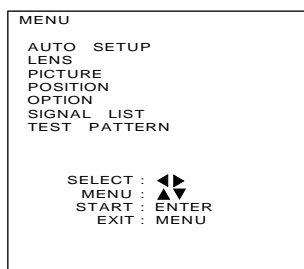 MENU
AUTO SETUP
LENS
PICTURE
POSITION
OPTION
SIGNAL LIST
TEST PATTERN
SELECT : ◀▶
MENU : ▲▼
START : ENTER
EXIT : MENU